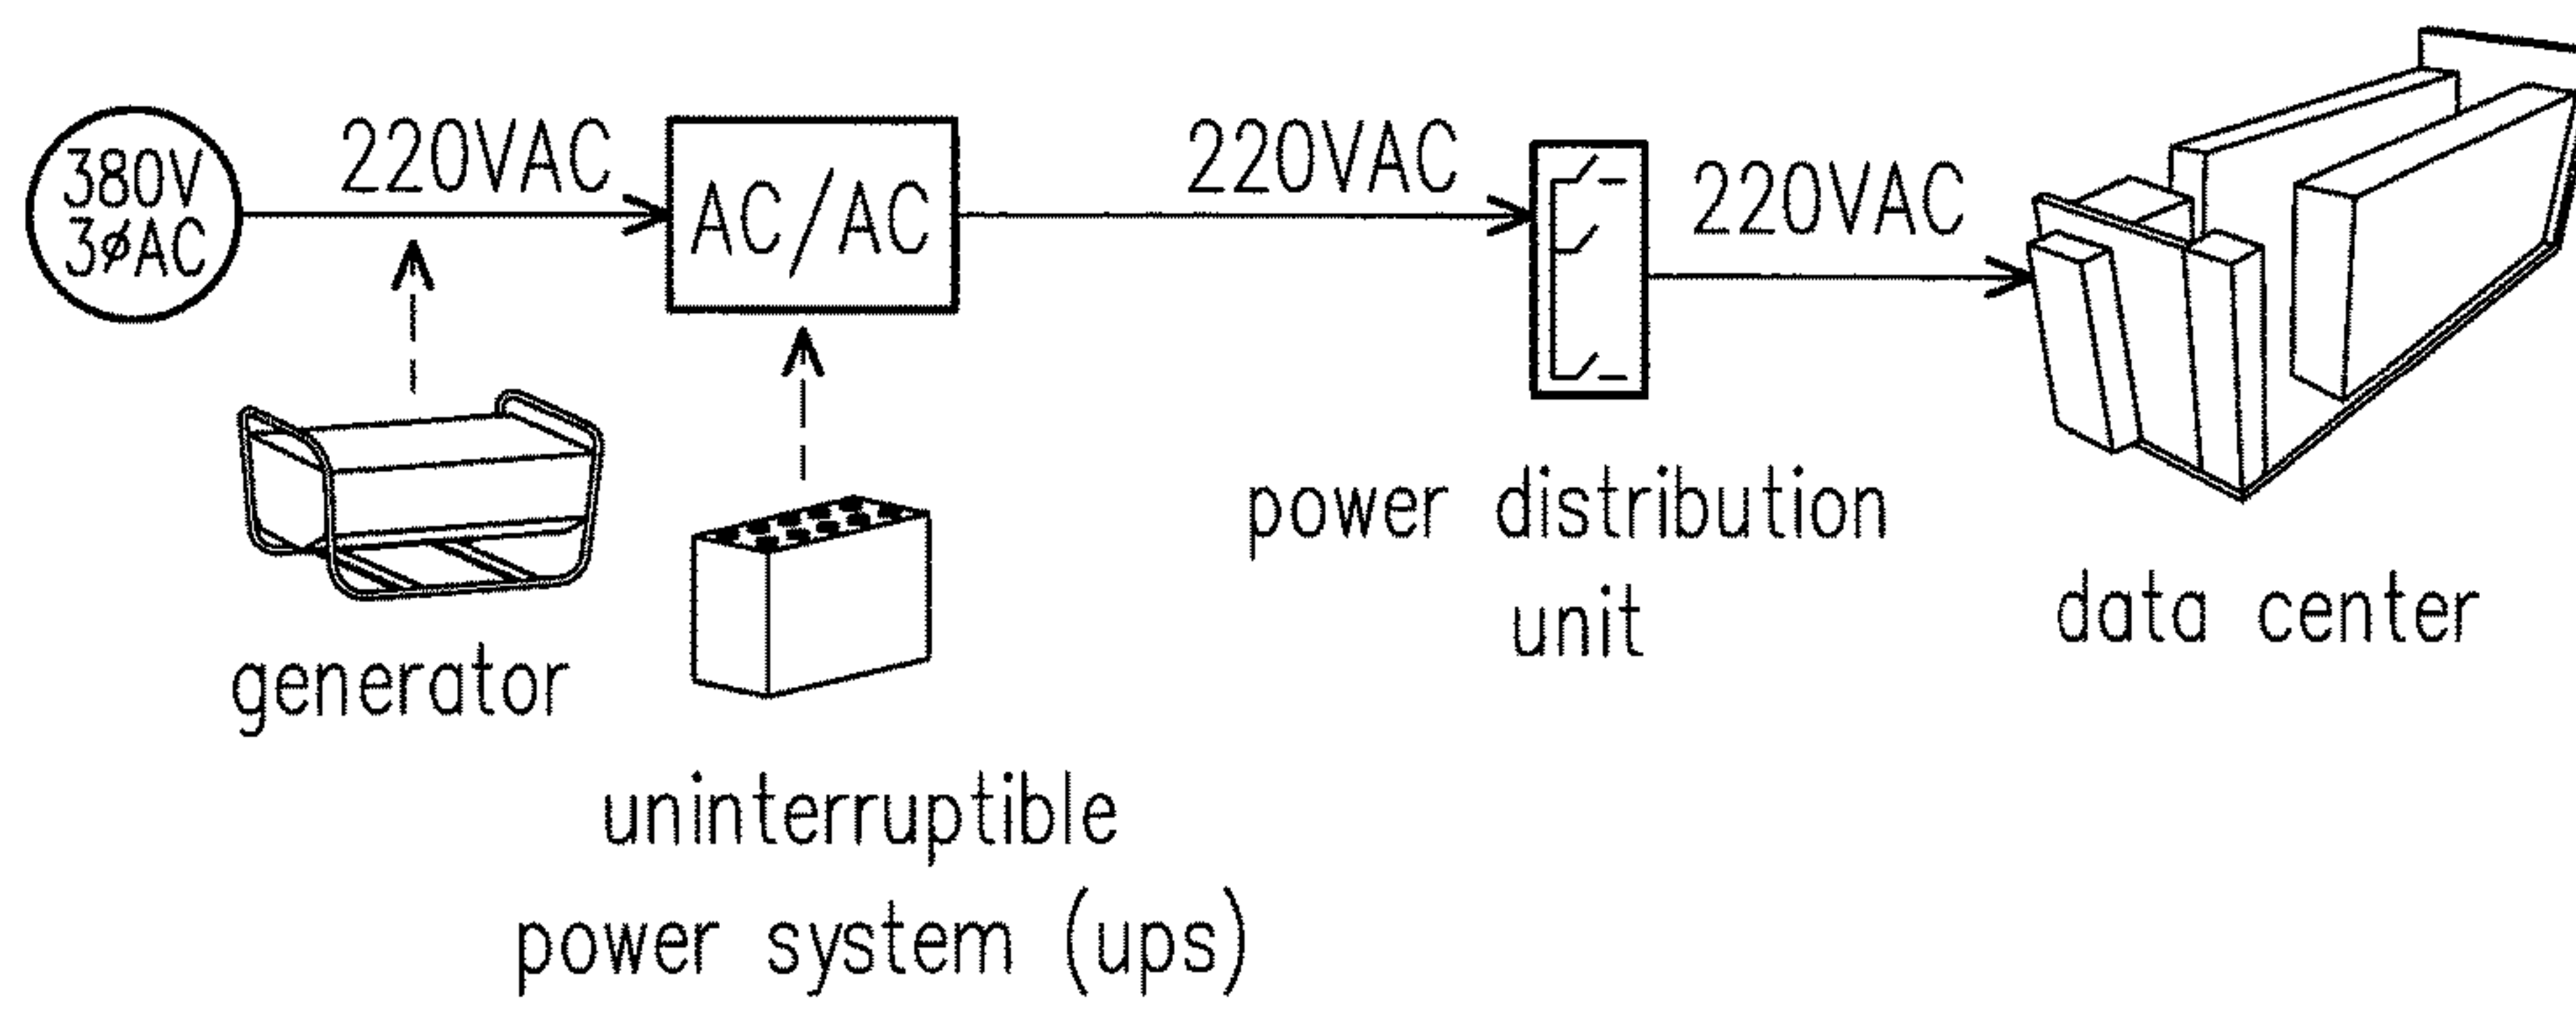 380V
3øAC
220VAC
AC/AC
220VAC
220VAC
generator
uninterruptible
power system (ups)
power distribution
unit
data center